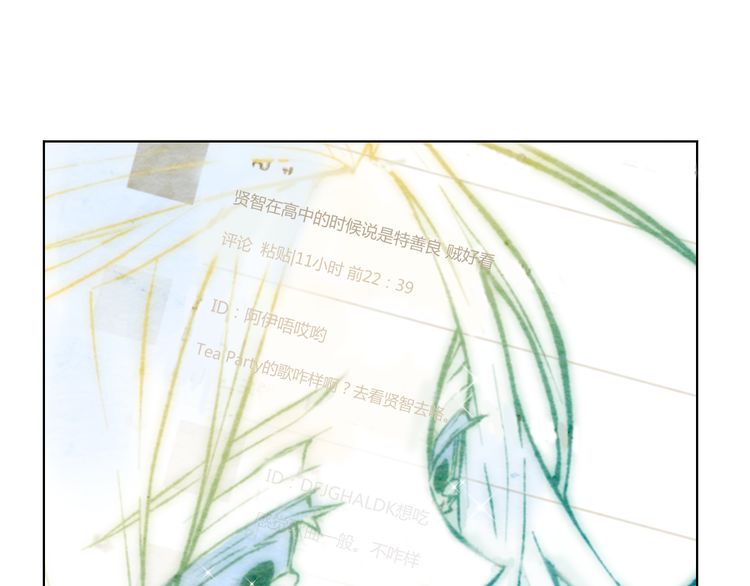 贤智在高中的时候说是特善良 贼好看
评论 粘贴|11小时 前22：39
ID：阿伊唔哎哟
Tea Party的歌咋样啊？去看贤智去咯。
ID：DFJGHALDK想吃
曲一般。不咋样